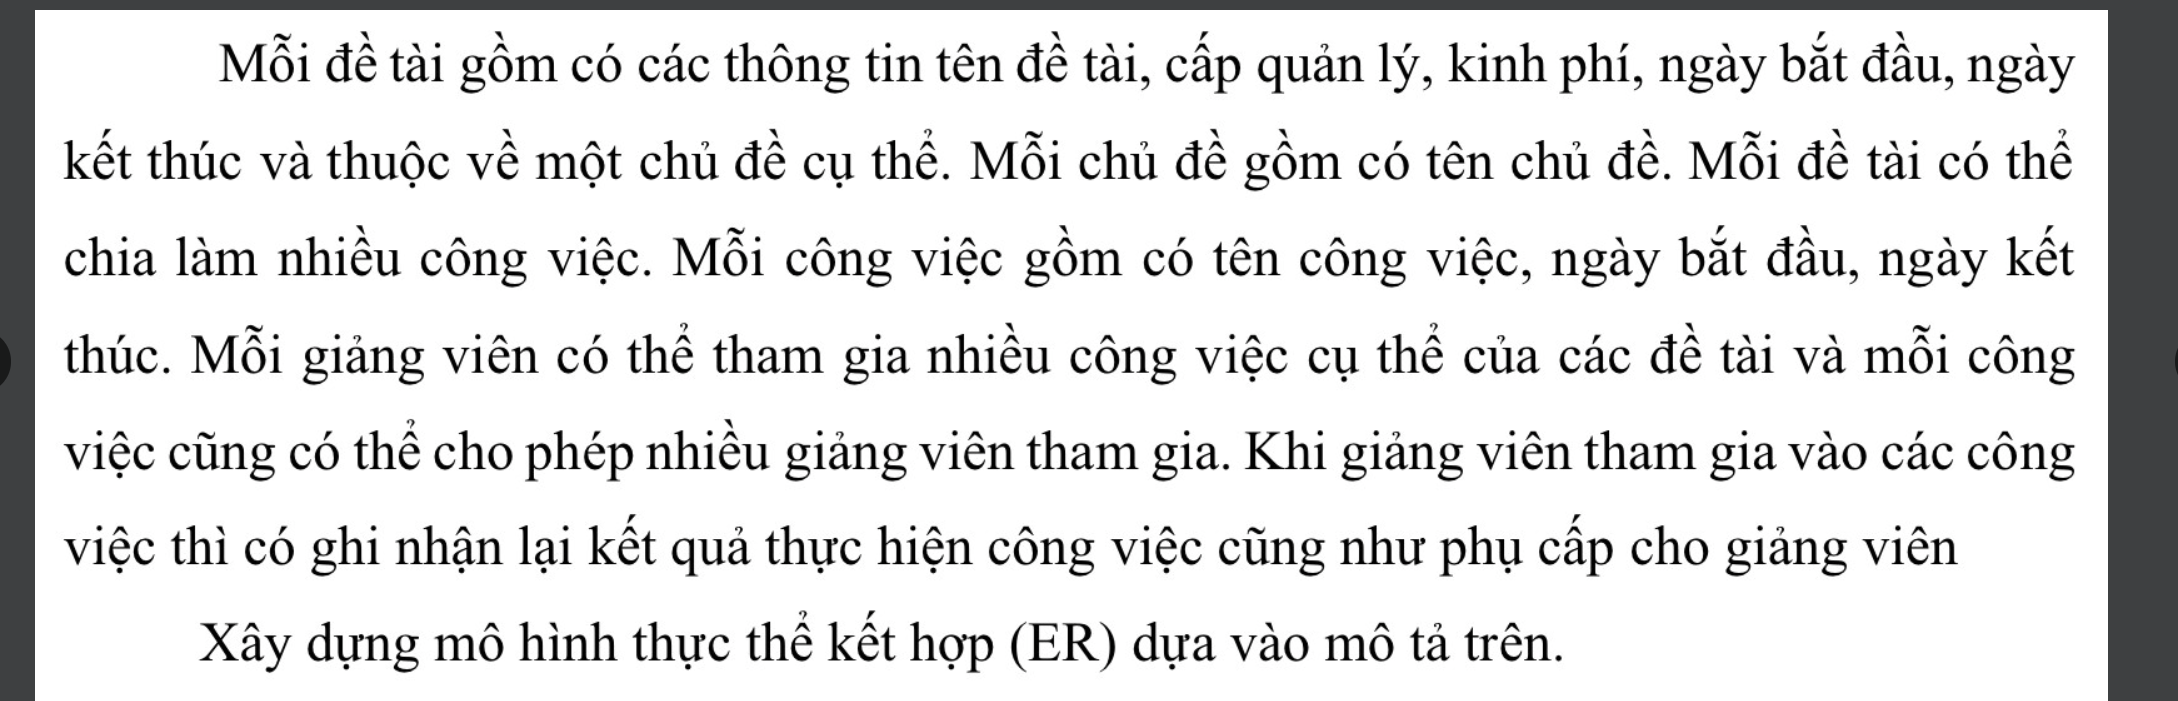 Mỗi đề tài gồm có các thông tin tên đề tài, cấp quản lý, kinh phí, ngày bắt đầu, ngày
kết thúc và thuộc về một chủ đề cụ thể. Mỗi chủ đề gồm có tên chủ đề. Mỗi đề tài có thể
chia làm nhiều công việc. Mỗi công việc gồm có tên công việc, ngày bắt đầu, ngày kết
thúc. Mỗi giảng viên có thể tham gia nhiều công việc cụ thể của các đề tài và mỗi công
việc cũng có thể cho phép nhiều giảng viên tham gia. Khi giảng viên tham gia vào các công
việc thì có ghi nhận lại kết quả thực hiện công việc cũng như phụ cấp cho giảng viên
Xây dựng mô hình thực thể kết hợp (ER) dựa vào mô tả trên.